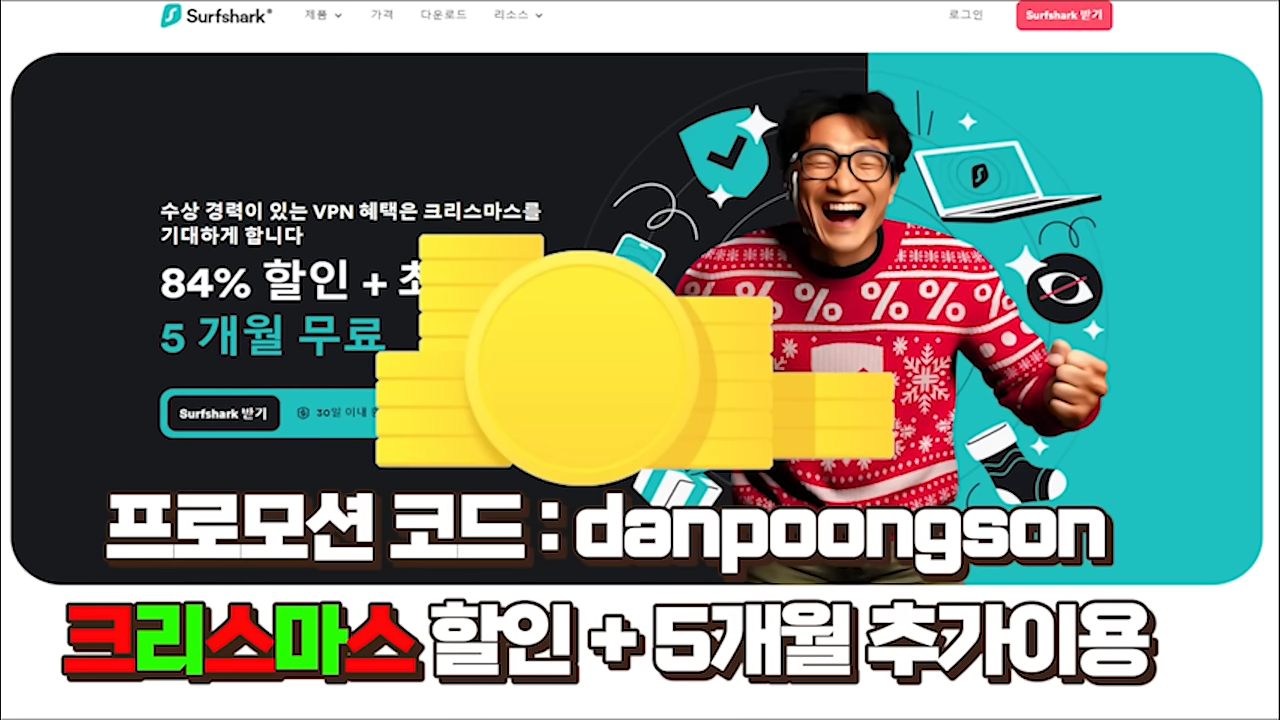 Surfshark®
제품
가격
다운로드
리소스
로그인
Surfshark 받기
수상 경력이 있는 VPN 혜택은 크리스마스를
기대하게 합니다
84% 할인 +
5 개월 무료
Surfshark 받기
30일 이내
프로모션 코드 : danpoongson
크리스마스 할인 + 5개월 추가이용